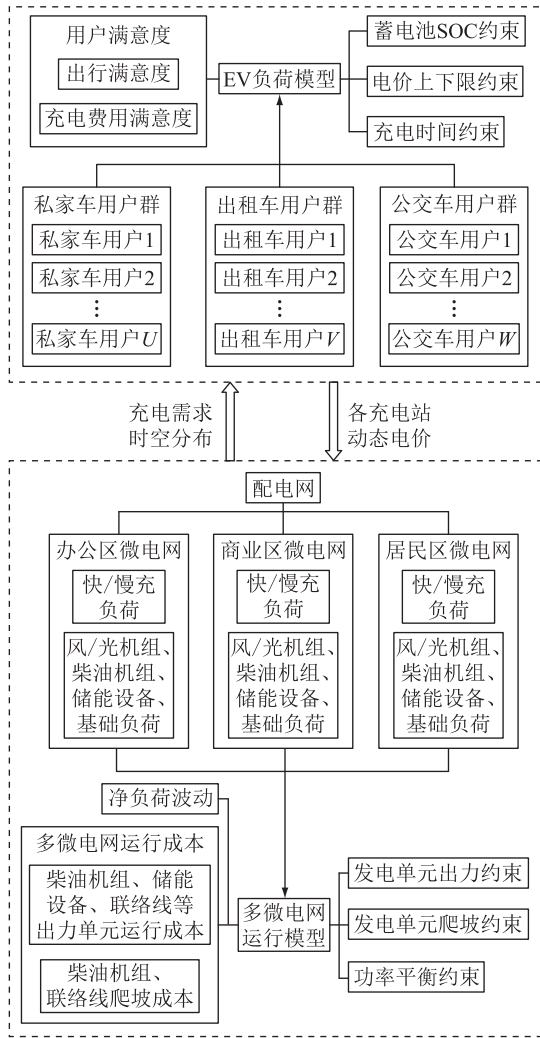 用户满意度
出行满意度
充电费用满意度
EV负荷模型
蓄电池SOC约束
电价上下限约束
充电时间约束
私家车用户群
私家车用户1
私家车用户2
⋯
私家车用户U
出租车用户群
出租车用户1
出租车用户2
⋯
出租车用户V
公交车用户群
公交车用户1
公交车用户2
⋯
公交车用户W
充电需求
时空分布
各充电站
动态电价
配电网
办公区微电网
快/慢充
负荷
风/光机组、
柴油机组、
储能设备、
基础负荷
商业区微电网
快/慢充
负荷
风/光机组、
柴油机组、
储能设备、
基础负荷
居民区微电网
快/慢充
负荷
风/光机组、
柴油机组、
储能设备、
基础负荷
净负荷波动
多微电网运行成本
柴油机组、储能
设备、联络线等
出力单元运行成本
柴油机组、
联络线爬坡成本
多微电网
运行模型
发电单元出力约束
发电单元爬坡约束
功率平衡约束